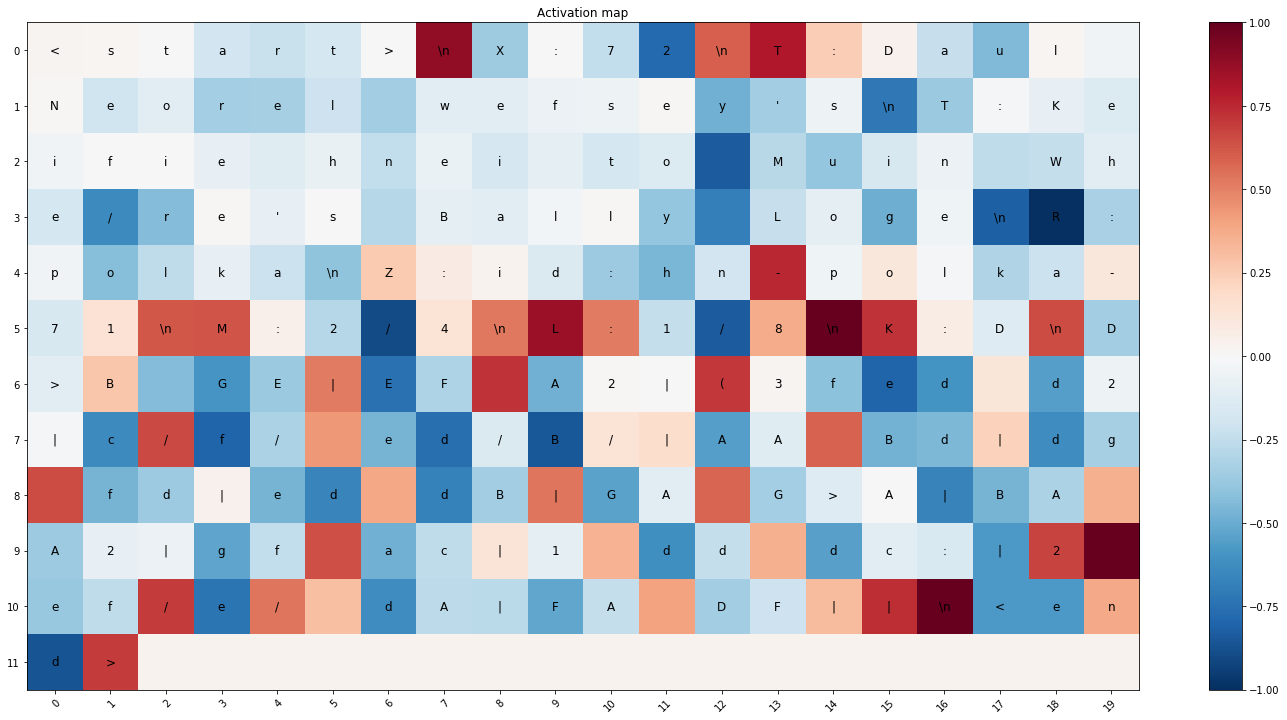 Activation map
0 < s t a r t > \n X : 7 2 \n T : D a u l
1 N e o r e l w e f s e y ' s \n T : K e
2 i f i e h n e i t o M u i n W h
3 e / r e ' s B a l l y L o g e \n R :
4 p o l k a \n Z : i d : h n - p o l k a -
5 7 1 \n M : 2 / 4 \n L : 1 / 8 \n K : D \n D
6 > B G E | E F A 2 | ( 3 f e d d 2
7 | c / f / e d / B / | A A B d | d g
8 f d | e d d B | G A G > A | B A
9 A 2 | g f a c | 1 d d d c : | 2
10 e f / e / d A | F A D F | | \n < e n
11 d >
0 1 2 3 4 5 6 7 8 9 10 11 12 13 14 15 16 17 18 19
1.00
0.75
0.50
0.25
0.00
−0.25
−0.50
−0.75
−1.00